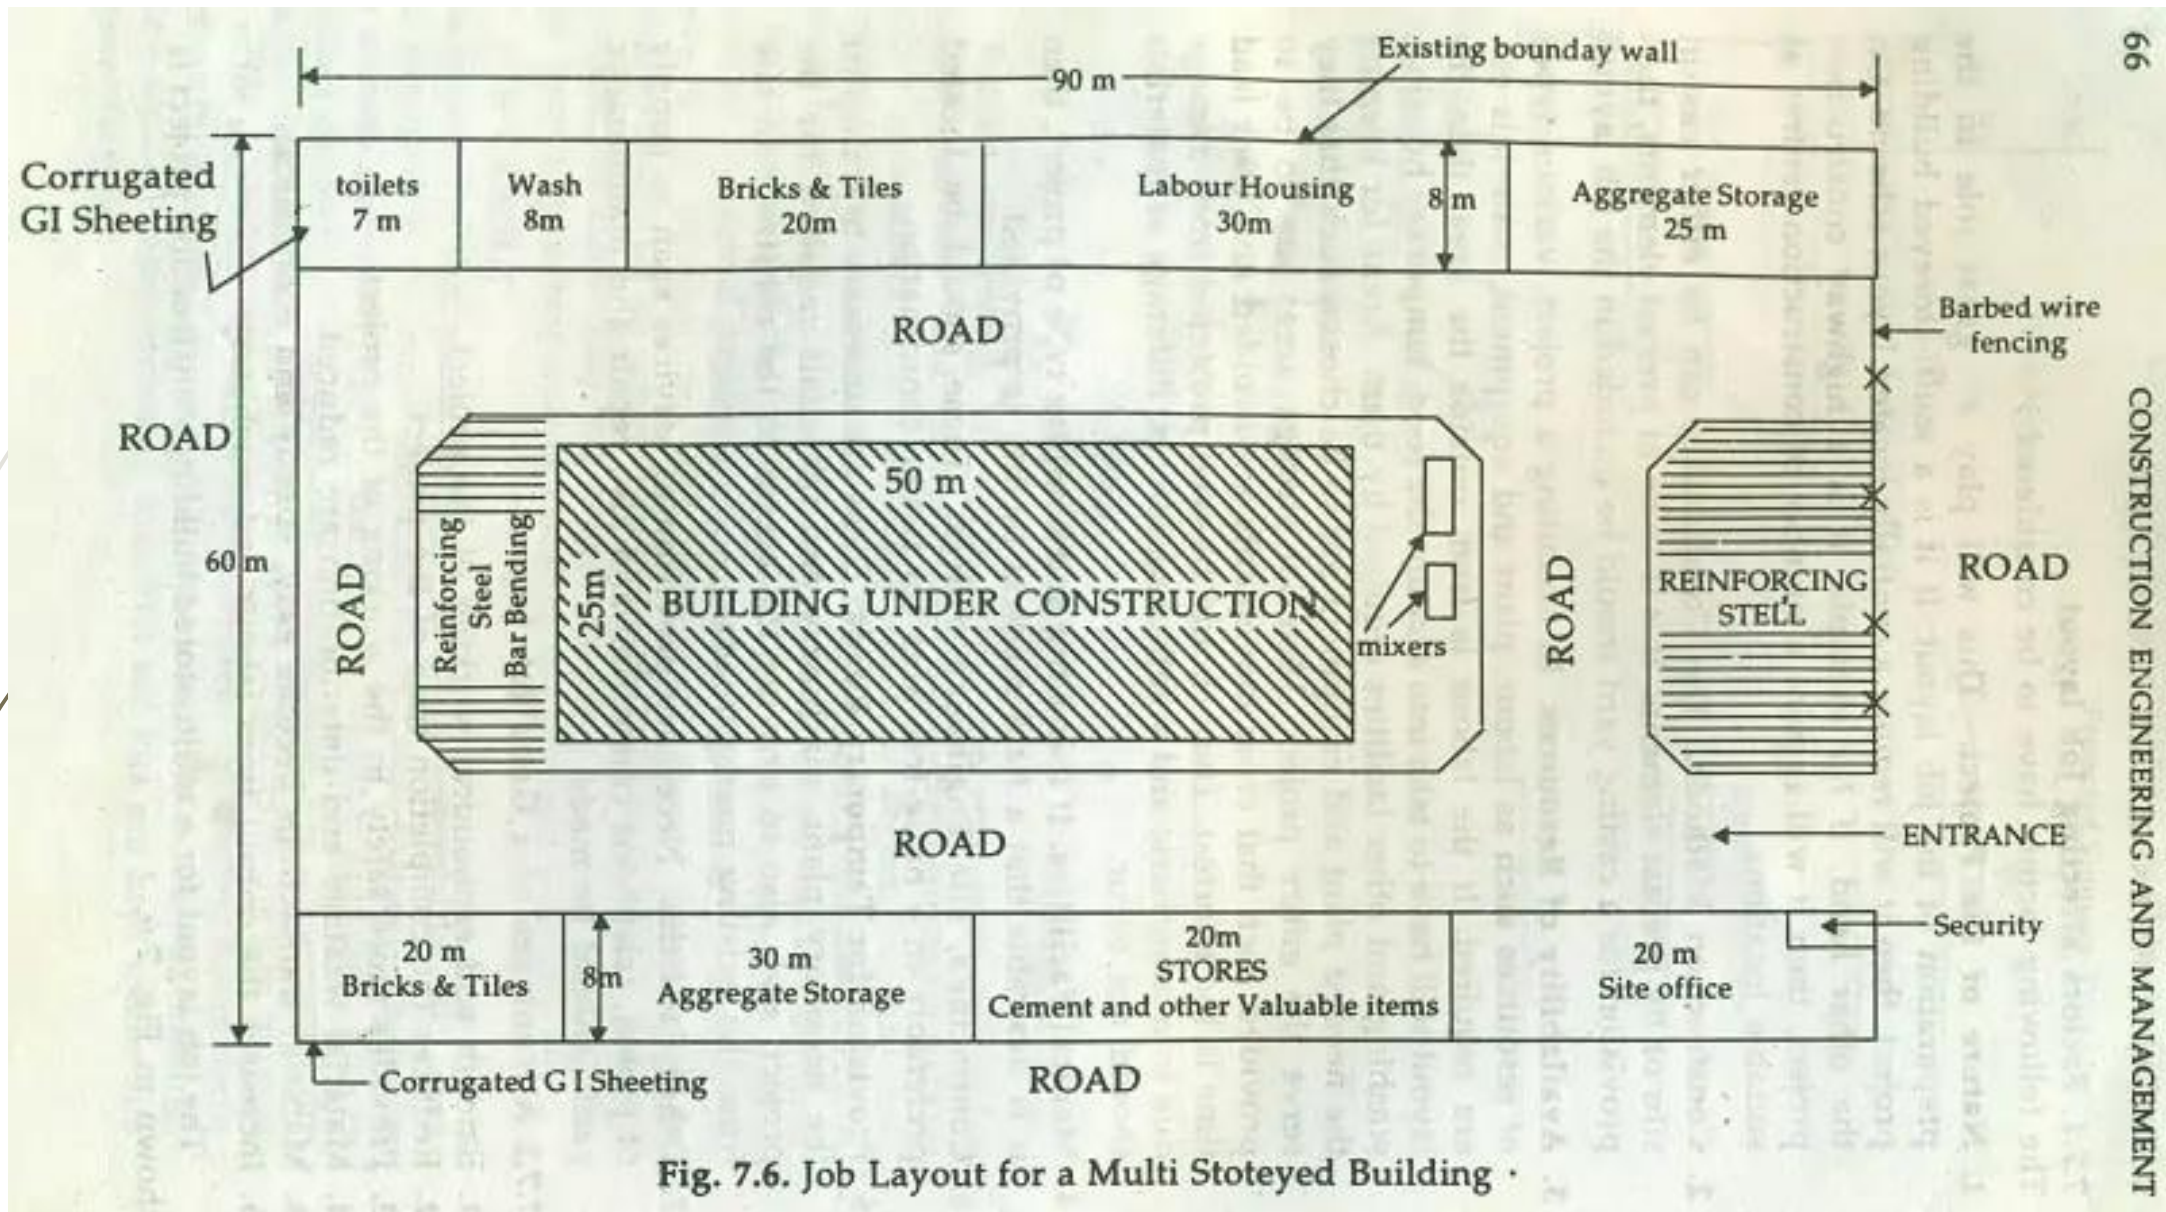 66
CONSTRUCTION ENGINEERING AND MANAGEMENT
Existing bounday wall
90 m
Corrugated
GI Sheeting
toilets
7 m
Wash
8m
Bricks & Tiles
20m
Labour Housing
30m
8 m
Aggregate Storage
25 m
ROAD
Barbed wire
fencing
ROAD
60 m
ROAD
Reinforcing
Steel
Bar Bending
50 m
25m
BUILDING UNDER CONSTRUCTION
mixers
ROAD
REINFORCING
STELL
ROAD
ROAD
ENTRANCE
Security
20 m
Bricks & Tiles
8m
30 m
Aggregate Storage
20m
STORES
Cement and other Valuable items
20 m
Site office
Corrugated G I Sheeting
ROAD
Fig. 7.6. Job Layout for a Multi Stoteyed Building